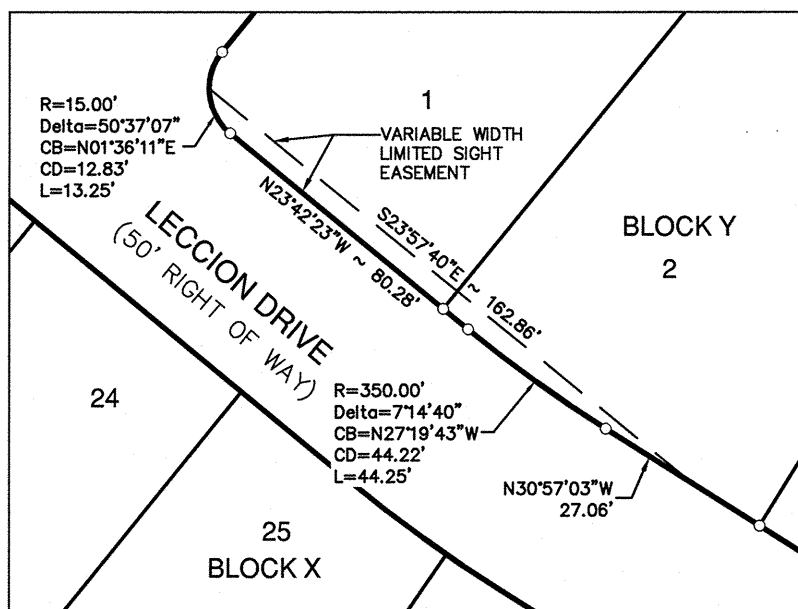 R=15.00'
Delta=50°37'07"
CB=N01°36'11"E
CD=12.83'
L=13.25'
1
VARIABLE WIDTH
LIMITED SIGHT
EASEMENT
N23°42'23"W ~ 80.28'
S23°57'40"E ~ 162.86'
BLOCK Y
2
LECCION DRIVE
(50' RIGHT OF WAY)
24
R=350.00'
Delta=7°14'40"
CB=N27°19'43"W
CD=44.22'
L=44.25'
N30°57'03"W
27.06'
25
BLOCK X